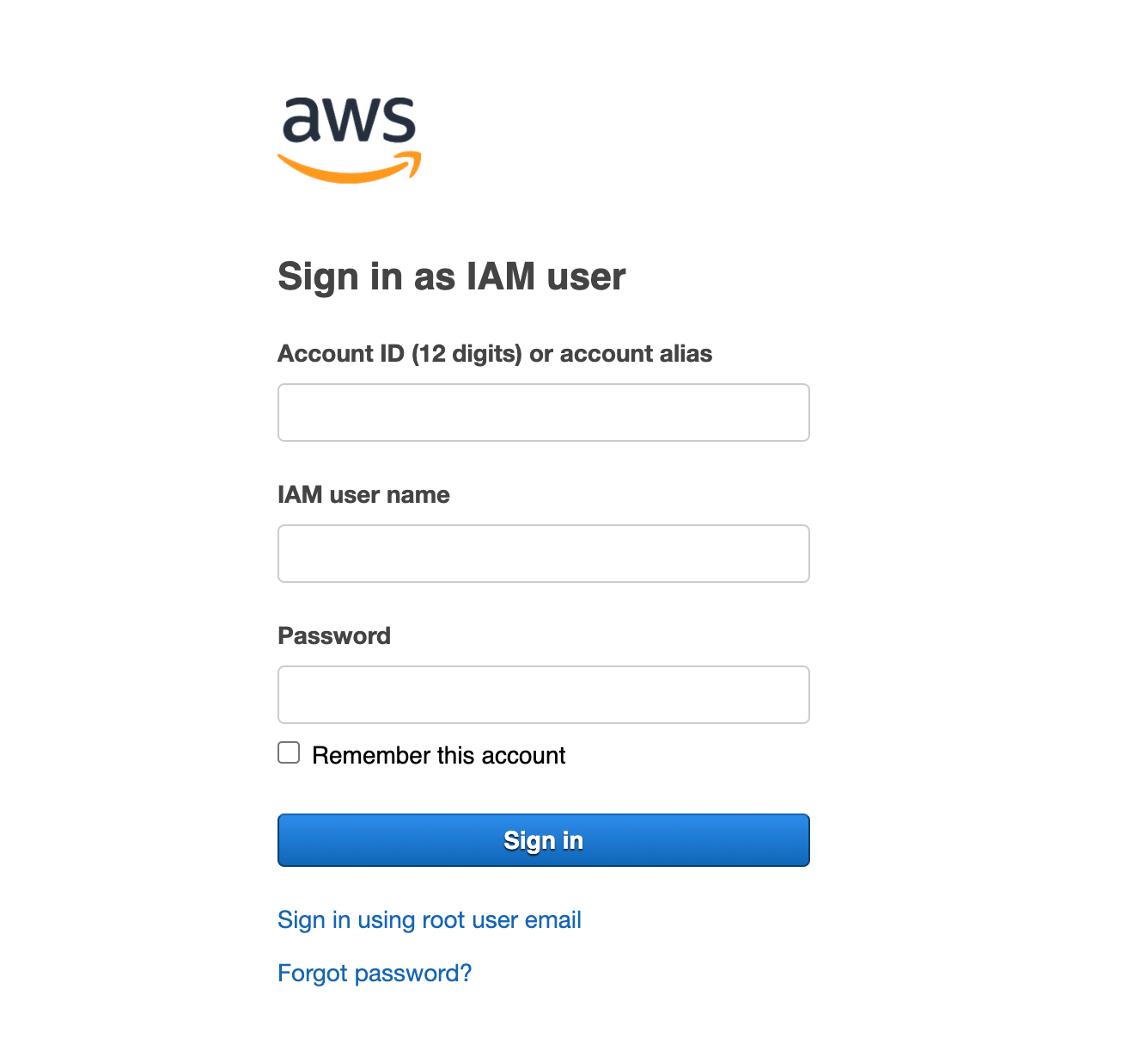 aws
Sign in as IAM user
Account ID (12 digits) or account alias
IAM user name
Password
Remember this account
Sign in
Sign in using root user email
Forgot password?